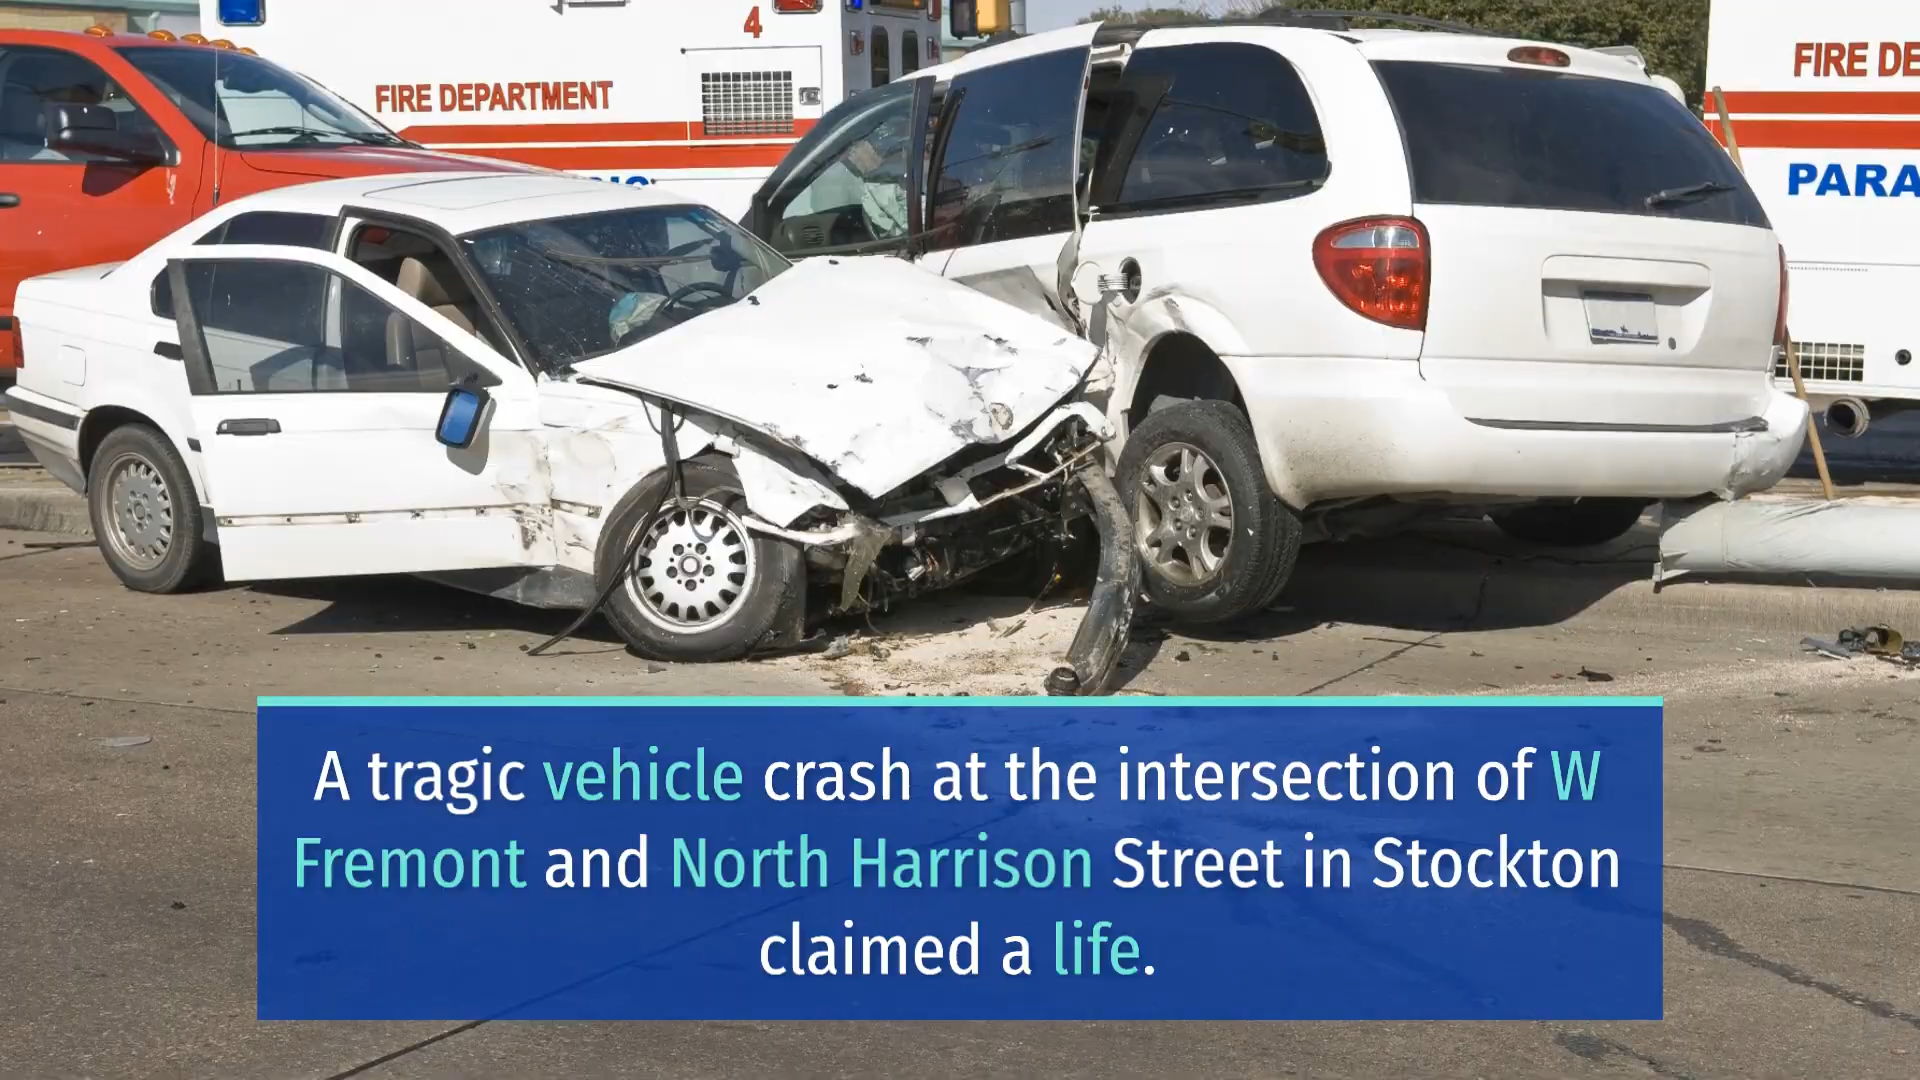 4
FIRE DEPARTMENT
FIRE DE
PARA
A tragic vehicle crash at the intersection of W
Fremont and North Harrison Street in Stockton
claimed a life.